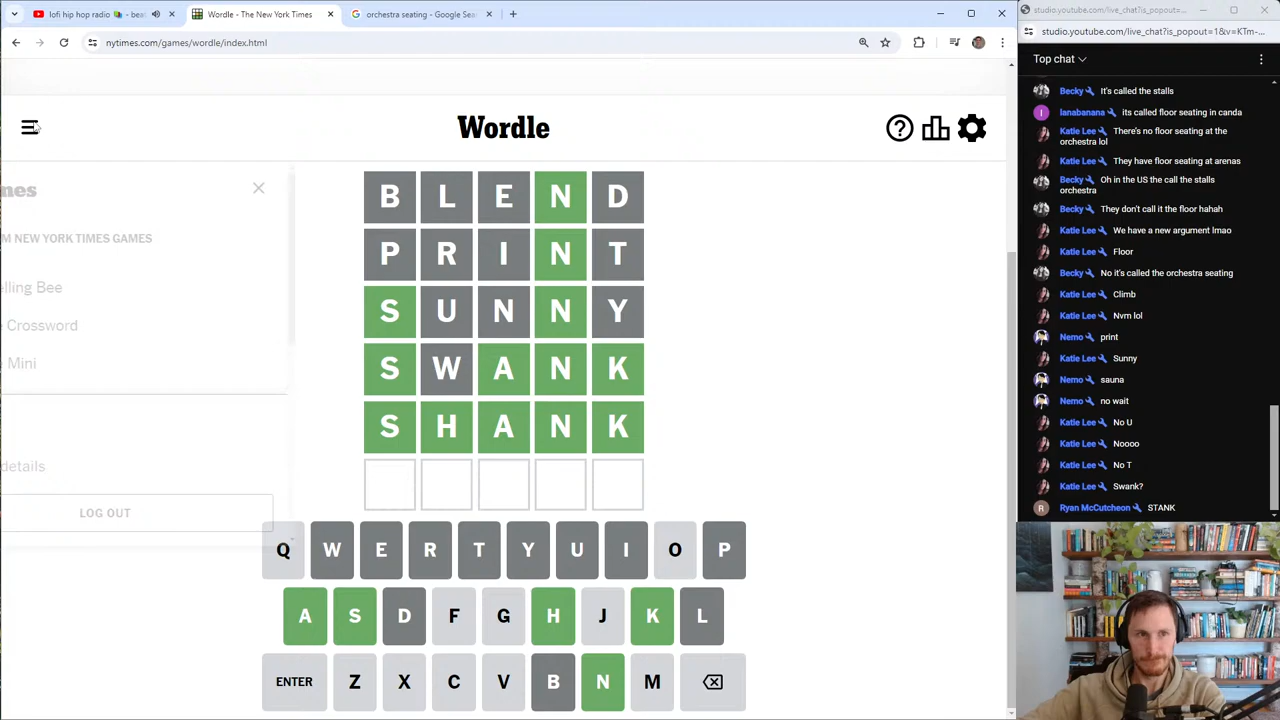 lofi hip hop radio
Wordle - The New York Times
orchestra seating - Google Sea
studio.youtube.com/live_chat?is_popup=...
nytimes.com/games/wordle/index.html
studio.youtube.com/live_chat?is_popout=1&v=KTm-...
Top chat
Wordle
mes
M NEW YORK TIMES GAMES
lling Bee
Crossword
Mini
details
LOG OUT
B L E N D
P R I N T
S U N N Y
S W A N K
S H A N K
Q W E R T Y U I O P
A S D F G H J K L
ENTER Z X C V B N M
Becky It's called the stalls
I
lanabanana its called floor seating in canda
Katie Lee There's no floor seating at the
orchestra lol
Katie Lee They have floor seating at arenas
Becky Oh in the US the call the stalls
orchestra
Becky They don't call it the floor hahah
Katie Lee We have a new argument lmao
Katie Lee Floor
Becky No it's called the orchestra seating
Katie Lee Climb
Katie Lee Nvm lol
Nemo print
Katie Lee Sunny
Nemo sauna
Nemo no wait
Katie Lee No U
Katie Lee Noooo
Katie Lee No T
Katie Lee Swank?
R
Ryan McCutcheon STANK